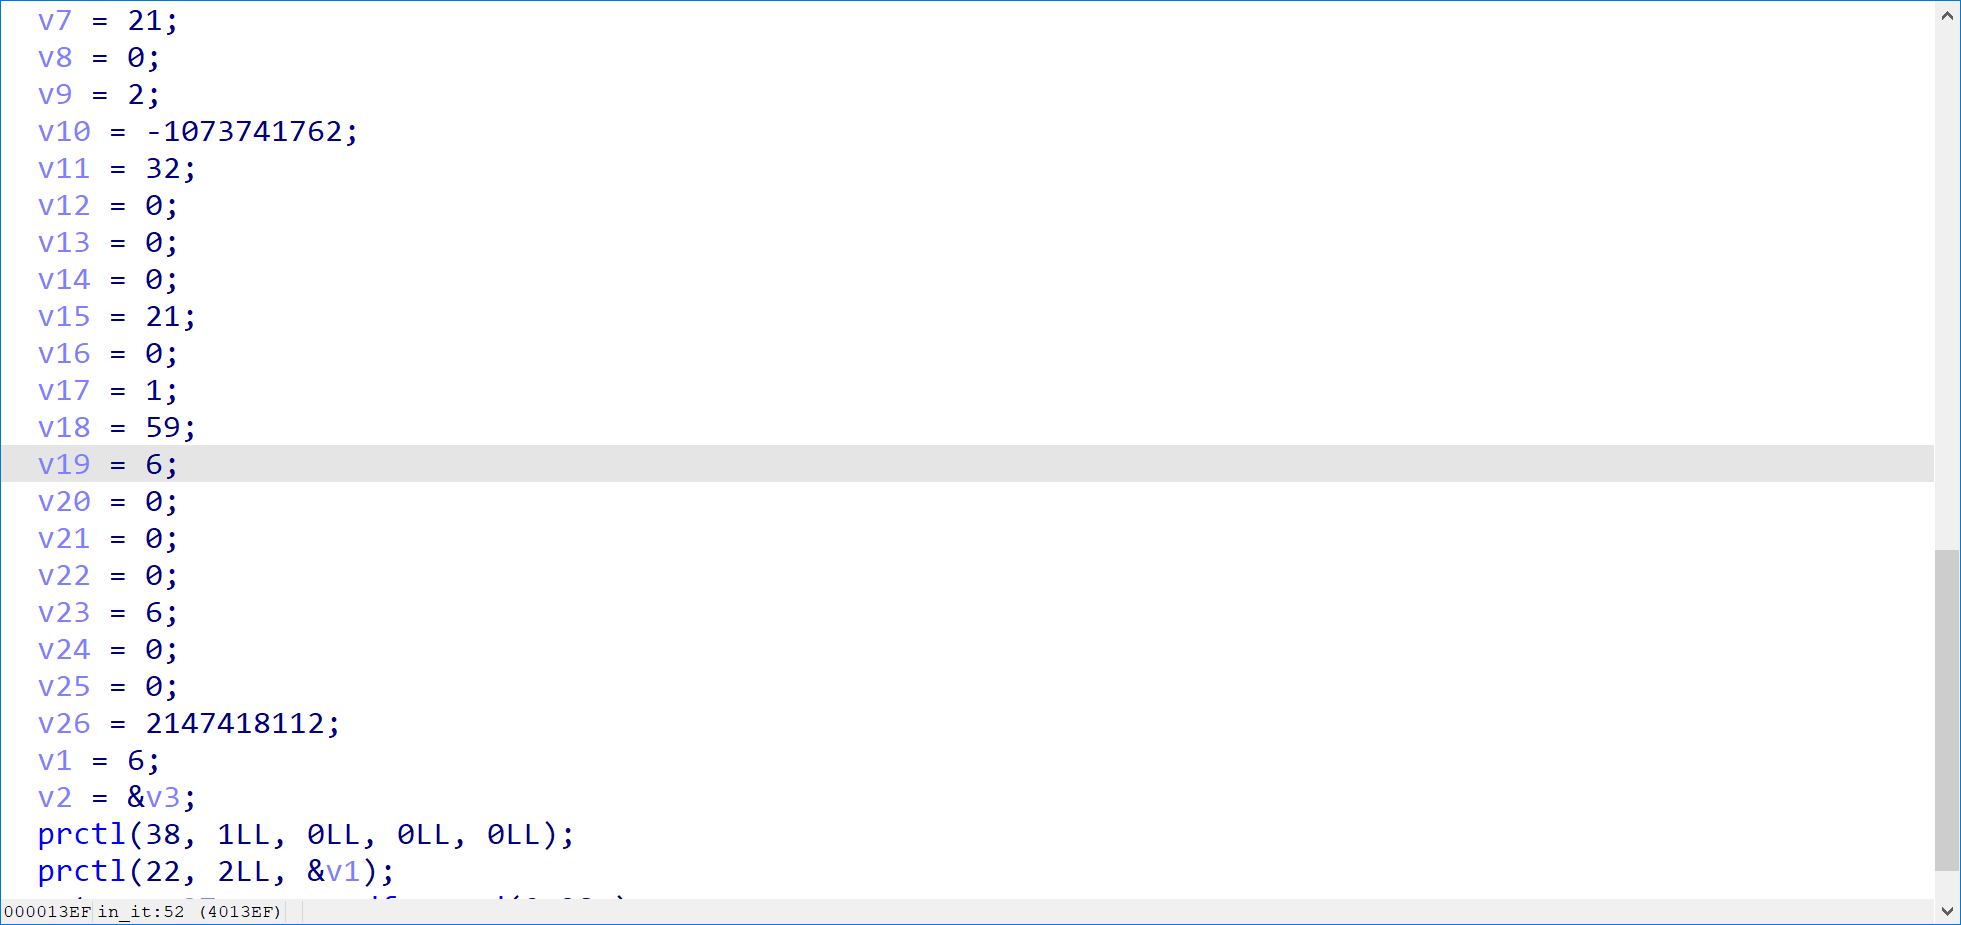 v7 = 21;
v8 = 0;
v9 = 2;
v10 = -1073741762;
v11 = 32;
v12 = 0;
v13 = 0;
v14 = 0;
v15 = 21;
v16 = 0;
v17 = 1;
v18 = 59;
v19 = 6;
v20 = 0;
v21 = 0;
v22 = 0;
v23 = 6;
v24 = 0;
v25 = 0;
v26 = 2147418112;
v1 = 6;
v2 = &v3;
prctl(38, 1LL, 0LL, 0LL, 0LL);
prctl(22, 2LL, &v1);
000013EF in_it:52 (4013EF)